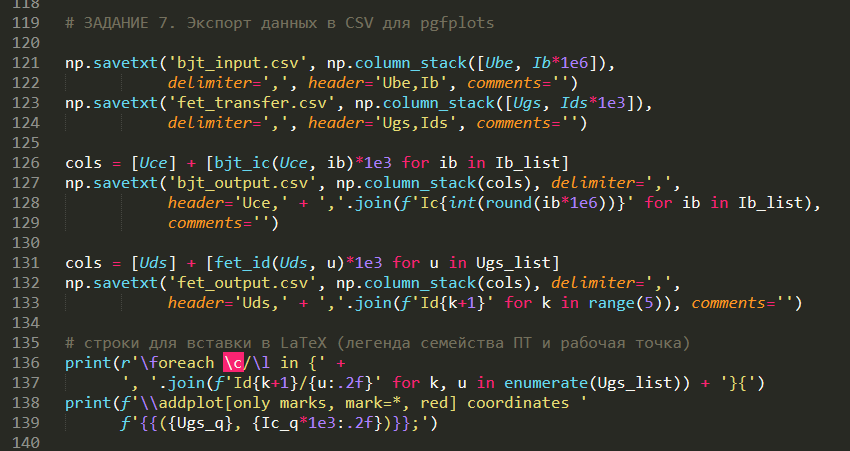 118
119 # ЗАДАНИЕ 7. Экспорт данных в CSV для pgfplots
120
121 np.savetxt('bjt_input.csv', np.column_stack([Ube, Ib*1e6]),
122 delimiter=',', header='Ube,Ib', comments='')
123 np.savetxt('fet_transfer.csv', np.column_stack([Ugs, Ids*1e3]),
124 delimiter=',', header='Ugs,Ids', comments='')
125
126 cols = [Uce] + [bjt_ic(Uce, ib)*1e3 for ib in Ib_list]
127 np.savetxt('bjt_output.csv', np.column_stack(cols), delimiter=',',
128 header='Uce,' + ','.join(f'Ic{int(round(ib*1e6))}' for ib in Ib_list),
129 comments='')
130
131 cols = [Uds] + [fet_id(Uds, u)*1e3 for u in Ugs_list]
132 np.savetxt('fet_output.csv', np.column_stack(cols), delimiter=',',
133 header='Uds,' + ','.join(f'Id{k+1}' for k in range(5)), comments='')
134
135 # строки для вставки в LaTeX (легенда семейства ПТ и рабочая точка)
136 print(r'\foreach \c/\l in {' +
137 ', '.join(f'Id{k+1}/{u:.2f}' for k, u in enumerate(Ugs_list)) + '}{')
138 print(f'\\addplot[only marks, mark=*, red] coordinates '
139 f'{{({Ugs_q}, {Ic_q*1e3:.2f})}};')
140